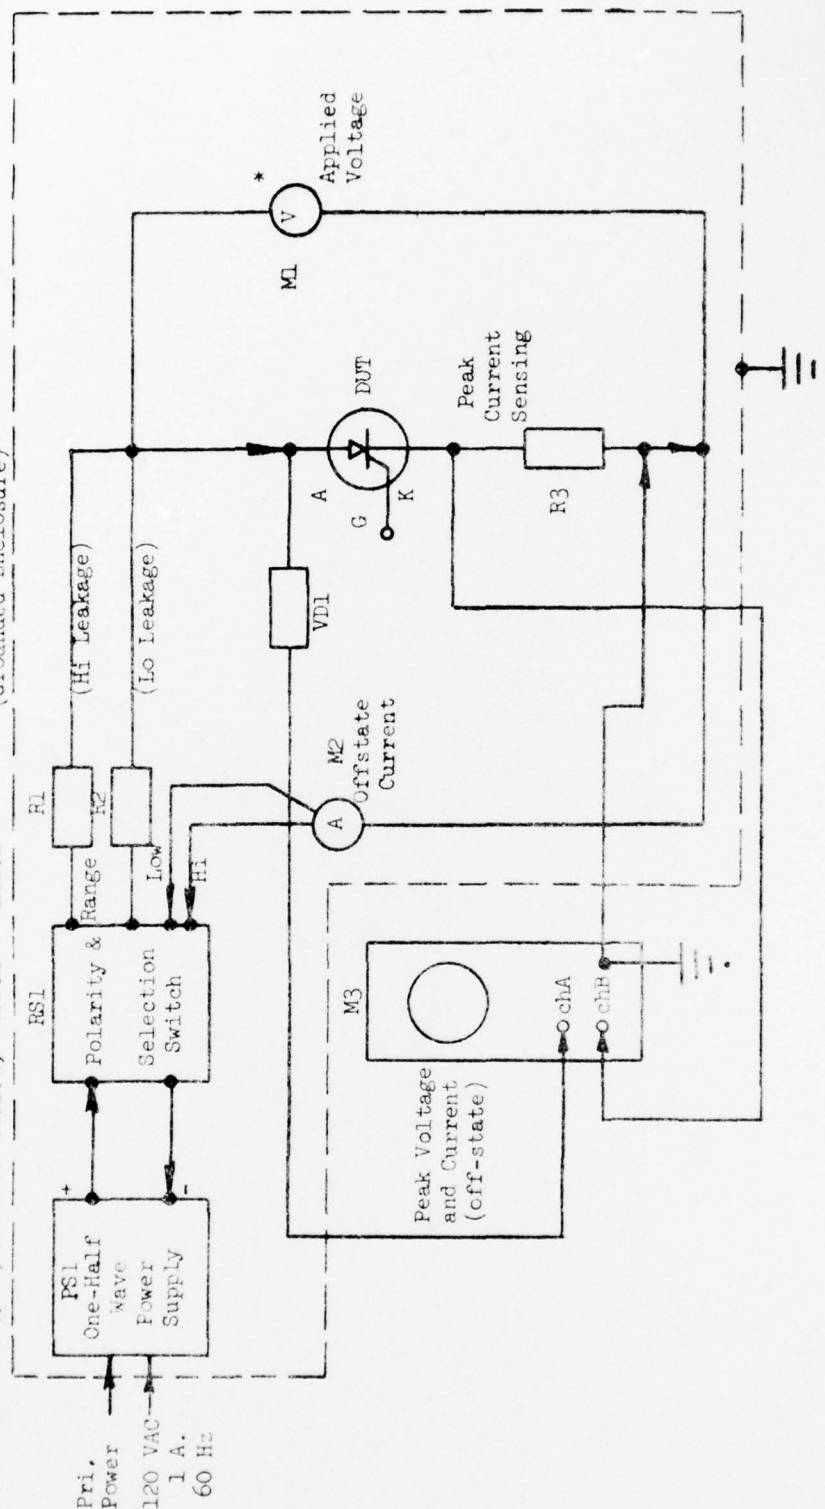 (Grounded Enclosure)
Pri.
Power
120 VAC
1 A.
60 Hz
PS1
One-Half
Wave
Power
Supply
+
-
RS1
Polarity & Range
Selection
Switch
R1
R2
Low
Hi
(Hi Leakage)
(Lo Leakage)
M2
Offstate
Current
A
VD1
M3
chA
chB
Peak Voltage
and Current
(off-state)
A
G
K
DUT
Peak
Current
Sensing
R3
M1
V
*
Applied
Voltage